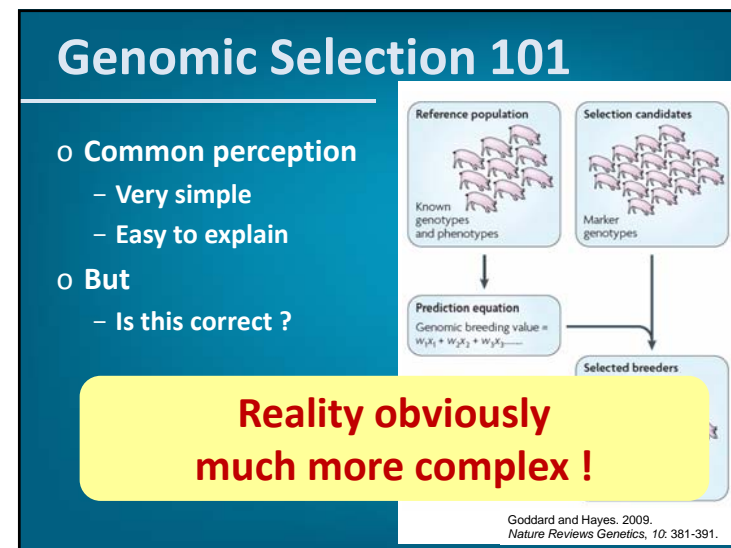 Genomic Selection 101
o Common perception
– Very simple
– Easy to explain
o But
– Is this correct ?
Reference population
Known
genotypes
and phenotypes
Selection candidates
Marker
genotypes
Prediction equation
Genomic breeding value =
w₁x₁ + w₂x₂ + w₃x₃......
Selected breeders
Reality obviously
much more complex !
Goddard and Hayes. 2009.
Nature Reviews Genetics, 10: 381-391.